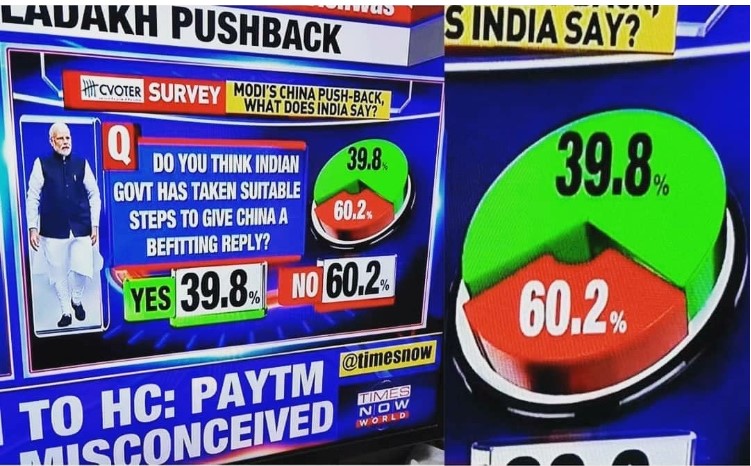 LADAKH PUSHBACK
CVOTER SURVEY
MODI'S CHINA PUSH-BACK,
WHAT DOES INDIA SAY?
Q
DO YOU THINK INDIAN
GOVT HAS TAKEN SUITABLE
STEPS TO GIVE CHINA A
BEFITTING REPLY?
39.8%
60.2%
YES 39.8%
NO 60.2%
@timesnow
TO HC: PAYTM
MISCONCEIVED
TIMES
NOW
WORLD
S INDIA SAY?
39.8%
60.2%